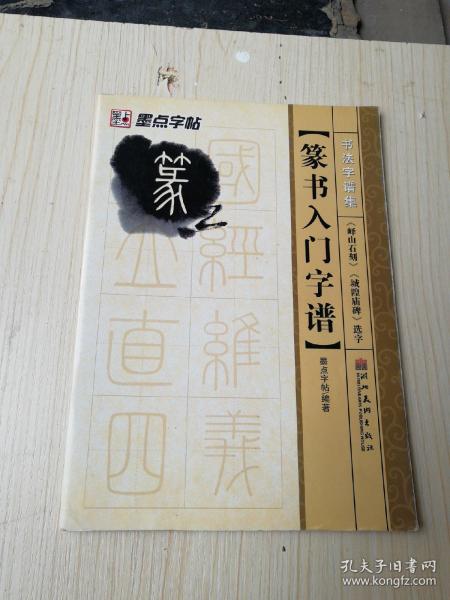 墨点字帖
篆
國經維義
立直四
【篆书入门字谱】
墨点字帖/编著
书法字谱集
《峄山石刻》《城隍庙碑》选字
湖北美术出版社
孔夫子旧书网
www.kongfz.com